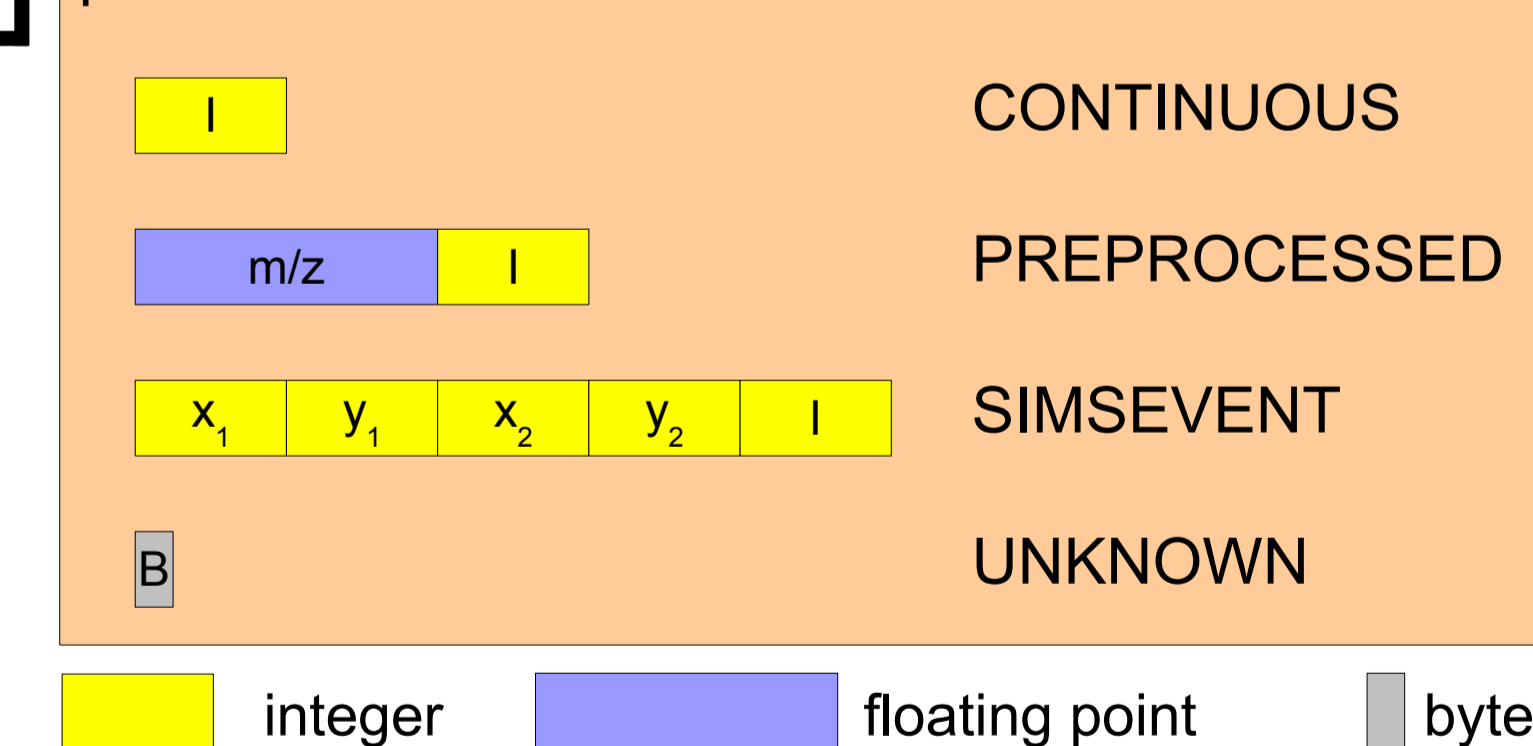 I CONTINUOUS
m/z I PREPROCESSED
x1 y1 x2 y2 I SIMSEVENT
B UNKNOWN
integer floating point byte